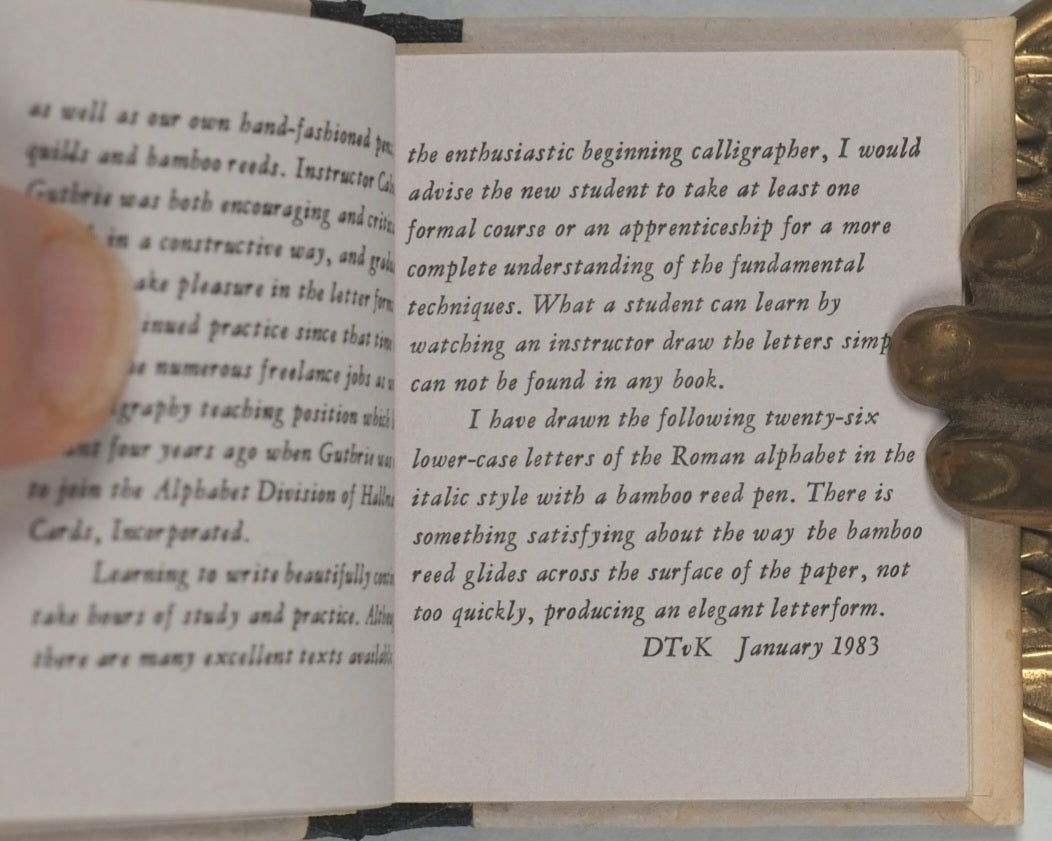 as well as our own hand-fashioned
quills and bamboo reeds. Instructor
Guthrie was both encouraging and
in a constructive way, and
pleasure in the letter
practice since that
numerous freelance jobs
teaching position
four years ago when Guthrie
to join the Alphabet Division of
Cards, Incorporated.
Learning to write beautifully
take hours of study and practice.
there are many excellent texts
the enthusiastic beginning calligrapher, I would
advise the new student to take at least one
formal course or an apprenticeship for a more
complete understanding of the fundamental
techniques. What a student can learn by
watching an instructor draw the letters
can not be found in any book.
I have drawn the following twenty-six
lower-case letters of the Roman alphabet in the
italic style with a bamboo reed pen. There is
something satisfying about the way the bamboo
reed glides across the surface of the paper, not
too quickly, producing an elegant letterform.
DTvK January 1983